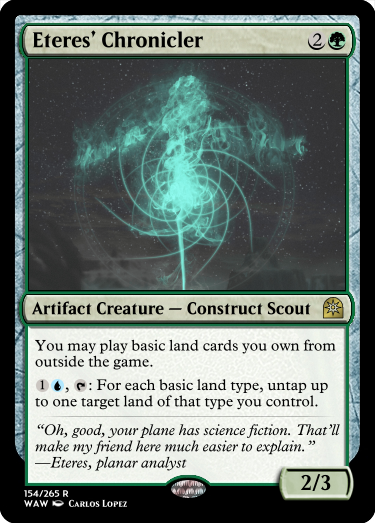 Eteres’ Chronicler 2
Artifact Creature — Construct Scout
You may play basic land cards you own from
outside the game.
1, : For each basic land type, untap up
to one target land of that type you control.
“Oh, good, your plane has science fiction. That’ll
make my friend here much easier to explain.”
—Eteres, planar analyst
2/3
154/265 R
WAW Carlos Lopez